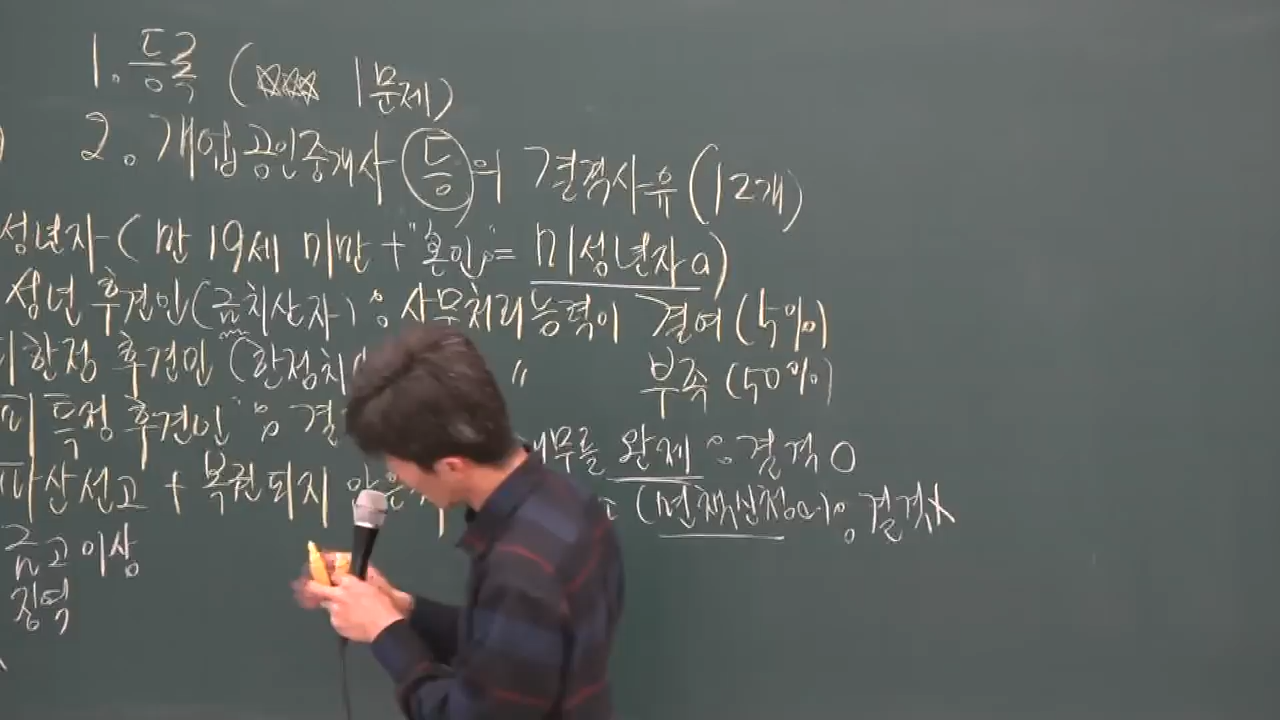 1. 등록 (☆☆☆ 1문제)
2. 개업공인중개사 등의 결격사유 (12개)
성년자 (만 19세 미만 + "혼인" = 미성년자 a)
성년 후견인 (금치산자) : 사무처리능력이 결여 (5%)
한정 후견인 (한정치 〃 부족 (50%)
피 특정 후견인 : 결 채무를 완제 : 결격 0
파산선고 + 복권되지 않은 (면책신청 a) : 결격 x
금고 이상
징역